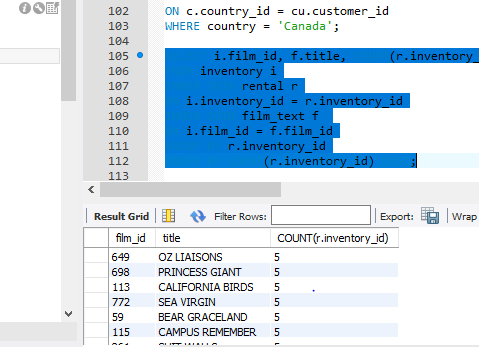 102 ON c.country_id = cu.customer_id
103 WHERE country = 'Canada';
104
105 i.film_id, f.title, (r.inventory_
106 inventory i
107 rental r
108 i.inventory_id = r.inventory_id
109 film_text f
110 i.film_id = f.film_id
111 r.inventory_id
112 (r.inventory_id) ;
113
Result Grid Filter Rows: Export: Wrap
film_id title COUNT(r.inventory_id)
649 OZ LIAISONS 5
698 PRINCESS GIANT 5
113 CALIFORNIA BIRDS 5
772 SEA VIRGIN 5
59 BEAR GRACELAND 5
115 CAMPUS REMEMBER 5